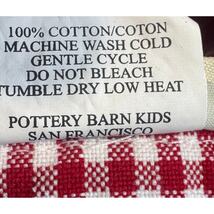 100% COTTON/COTON
MACHINE WASH COLD
GENTLE CYCLE
DO NOT BLEACH
TUMBLE DRY LOW HEAT
POTTERY BARN KIDS
SAN FRANCISCO